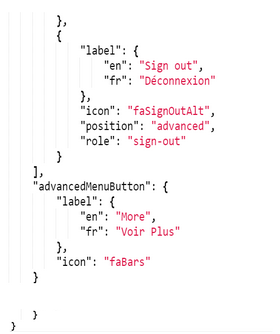 },
{
"label": {
"en": "Sign out",
"fr": "Déconnexion"
},
"icon": "faSignOutAlt",
"position": "advanced",
"role": "sign-out"
}
],
"advancedMenuButton": {
"label": {
"en": "More",
"fr": "Voir Plus"
},
"icon": "faBars"
}
}
}